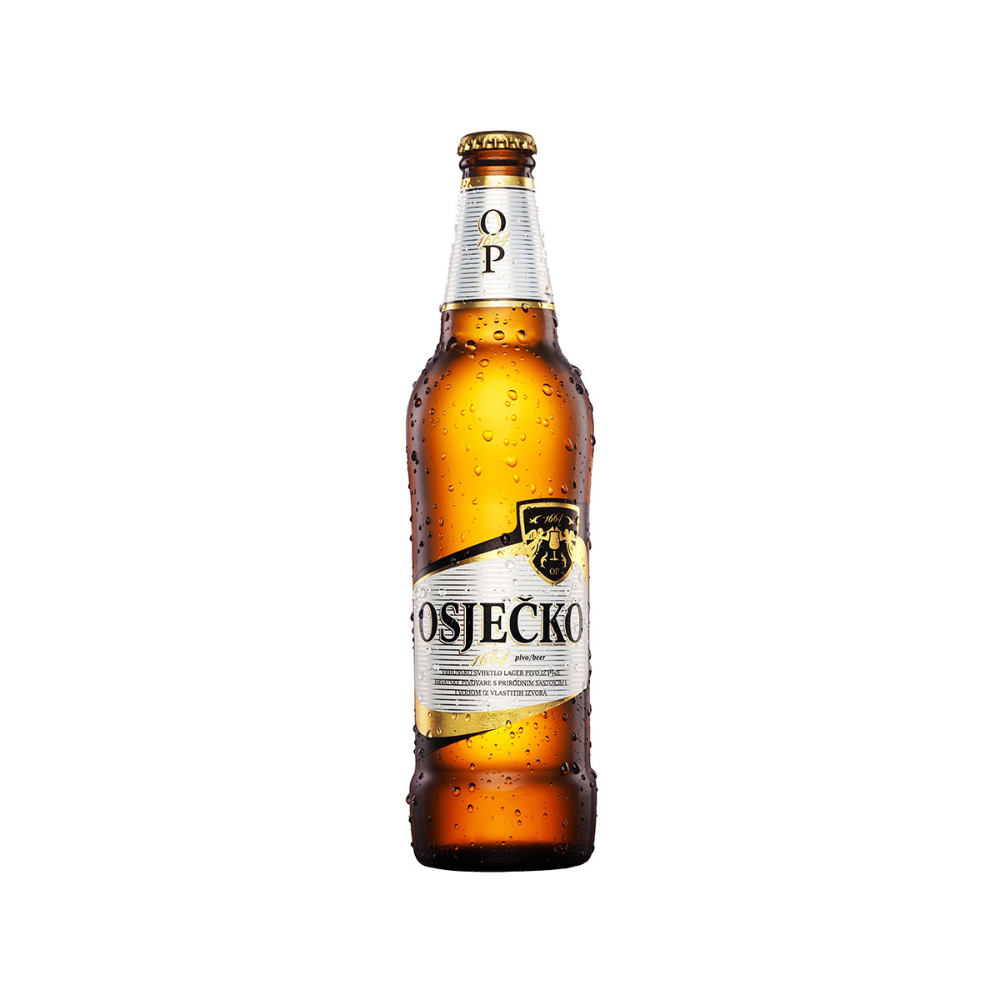 O
1664
P
1664
OP
OSJEČKO
1664 pivo/beer
VRHUNSKO SVIJETLO LAGER PIVO IZ PRVE
HRVATSKE PIVOVARE S PRIRODNIM SASTOJCIMA
I VODOM IZ VLASTITIH IZVORA